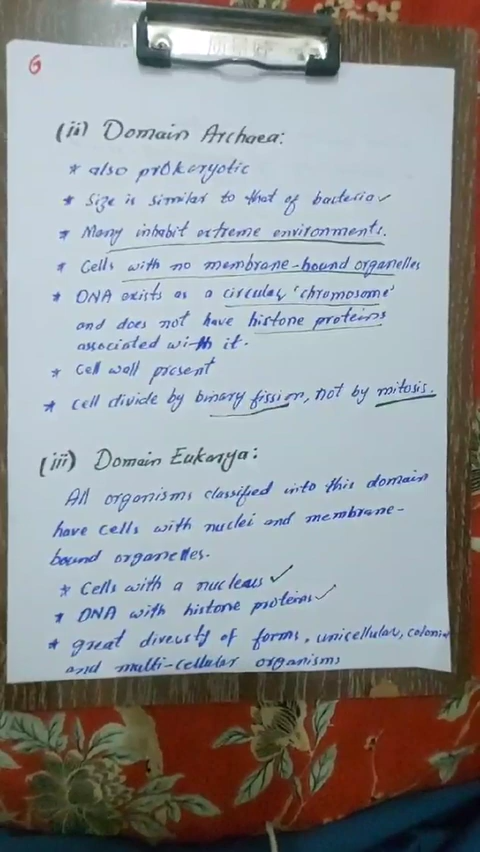 6
(ii) Domain Archaea:
* also prokaryotic
* Size is similar to that of bacteria ✓
* Many inhabit extreme environments.
* Cells with no membrane-bound organelles
* DNA exists as a circular 'chromosome'
and does not have histone proteins
associated with it.
* Cell wall present
* cell divide by binary fission, not by mitosis.
(iii) Domain Eukarya:
All organisms classified into this domain
have cells with nuclei and membrane-
bound organelles.
* Cells with a nucleus ✓
* DNA with histone proteins ✓
* great diversty of forms, unicellular, colonial
and multi-cellular organisms